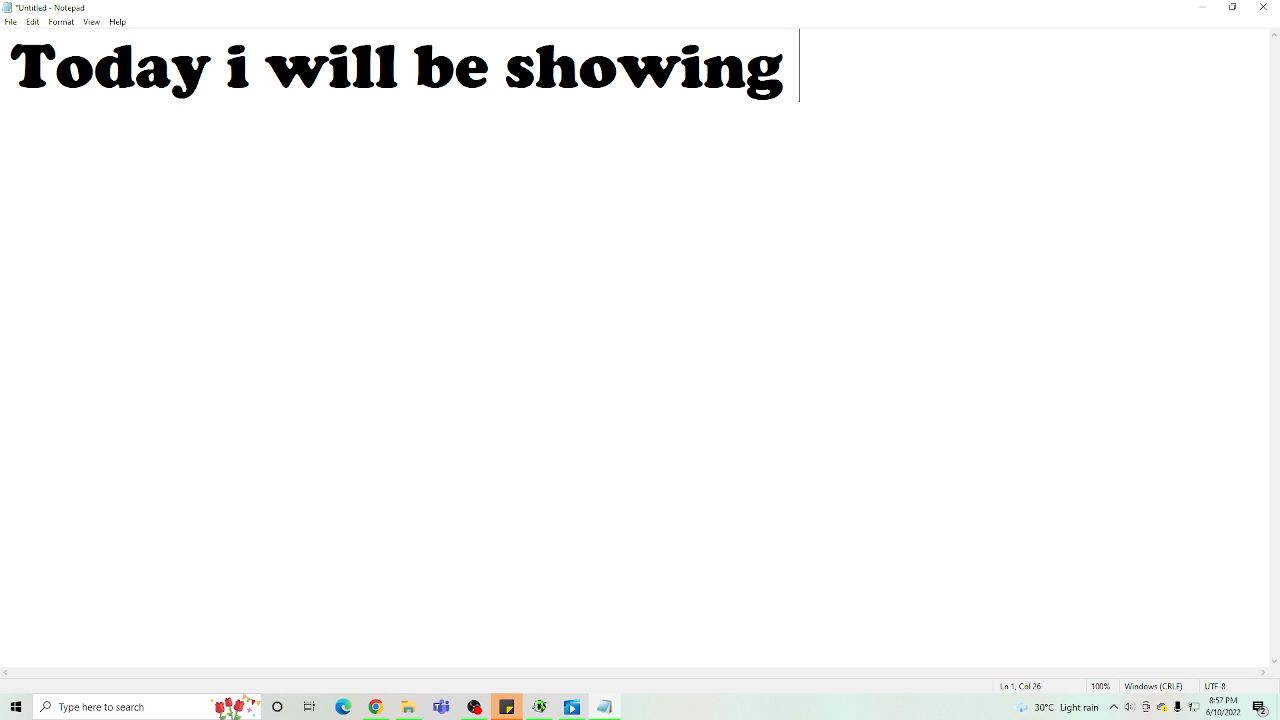 *Untitled - Notepad
File Edit Format View Help
Today i will be showing
Ln 1, Col 26 100% Windows (CRLF) UTF-8
Type here to search
Light rain
8:57 PM
6/10/2022